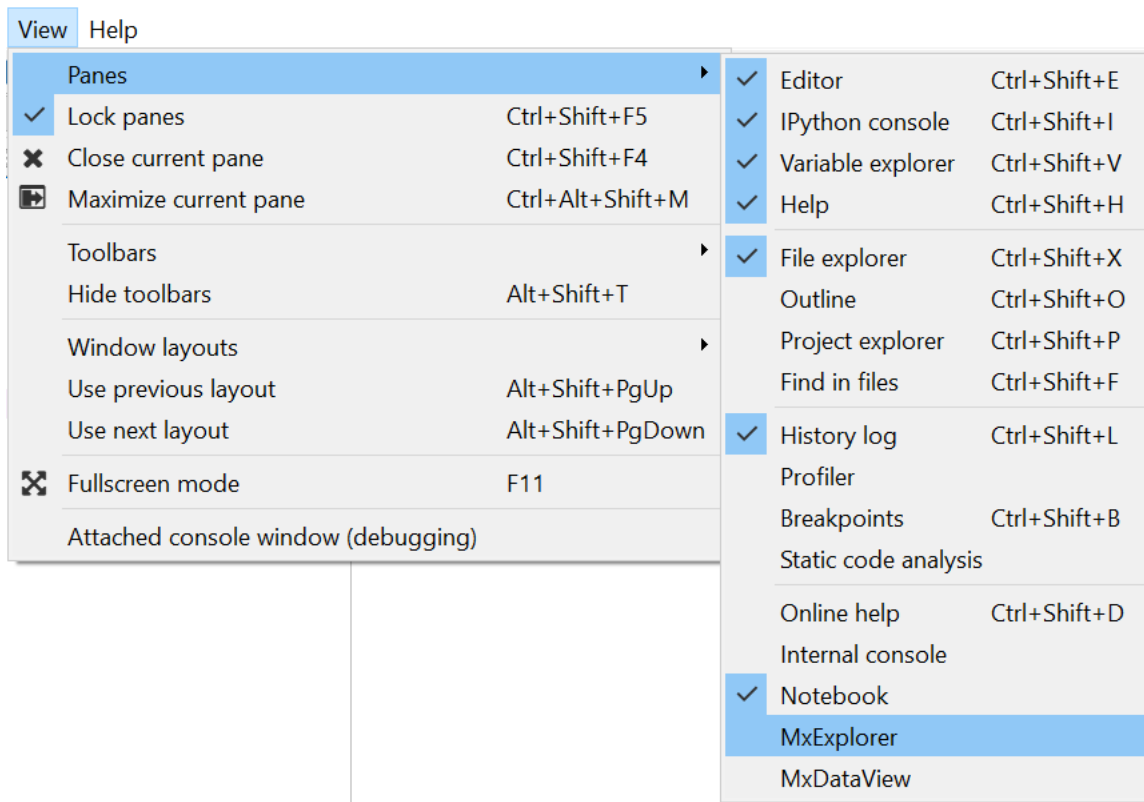 View Help
Panes
Lock panes Ctrl+Shift+F5
Close current pane Ctrl+Shift+F4
Maximize current pane Ctrl+Alt+Shift+M
Toolbars
Hide toolbars Alt+Shift+T
Window layouts
Use previous layout Alt+Shift+PgUp
Use next layout Alt+Shift+PgDown
Fullscreen mode F11
Attached console window (debugging)
Editor Ctrl+Shift+E
IPython console Ctrl+Shift+I
Variable explorer Ctrl+Shift+V
Help Ctrl+Shift+H
File explorer Ctrl+Shift+X
Outline Ctrl+Shift+O
Project explorer Ctrl+Shift+P
Find in files Ctrl+Shift+F
History log Ctrl+Shift+L
Profiler
Breakpoints Ctrl+Shift+B
Static code analysis
Online help Ctrl+Shift+D
Internal console
Notebook
MxExplorer
MxDataView